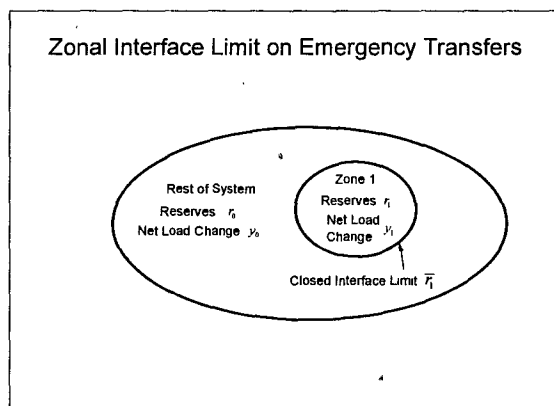 Zonal Interface Limit on Emergency Transfers
Rest of System
Reserves r₀
Net Load Change y₀
Zone 1
Reserves r₁
Net Load
Change y₁
Closed Interface Limit r̄₁